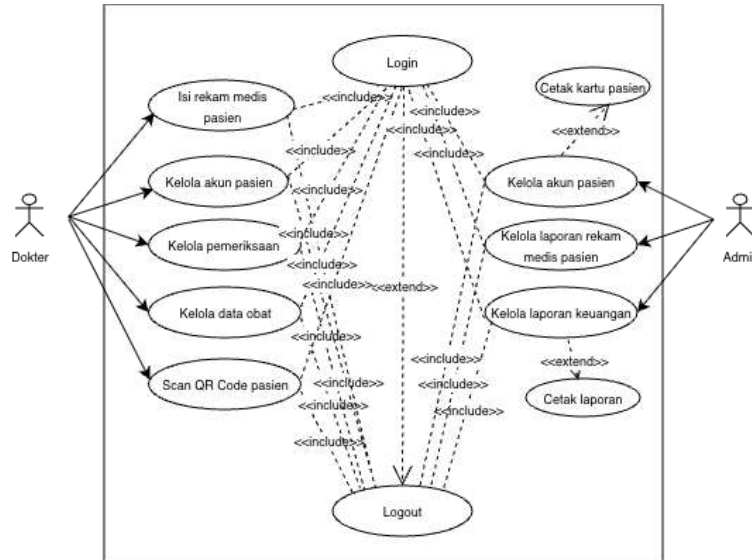 Login
Cetak kartu pasien
Isi rekam medis
pasien
<<include>>
<<include>>
<<include>>
<<extend>>
<<include>>
<<include>>
<<include>>
Kelola akun pasien
Kelola akun pasien
<<include>>
<<include>>
Kelola pemeriksaan
<<include>>
Kelola laporan rekam
medis pasien
Dokter
Admi
<<include>>
<<extend>>
Kelola data obat
Kelola laporan keuangan
<<include>>
<<include>>
<<extend>>
Scan QR Code pasien
<<include>>
<<include>>
Cetak laporan
<<include>>
<<include>>
<<include>>
Logout